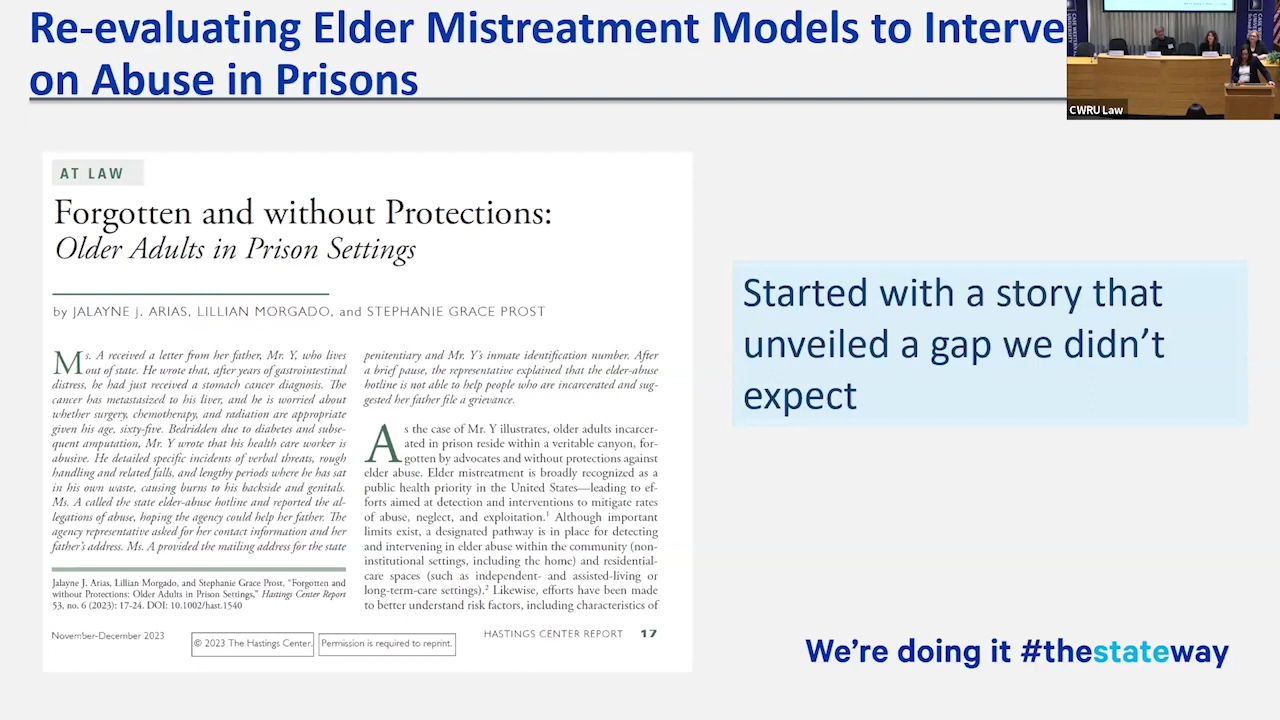 Re-evaluating Elder Mistreatment Models to Interve
on Abuse in Prisons
CWRU Law
AT LAW
Forgotten and without Protections:
Older Adults in Prison Settings
by JALAYNE J. ARIAS, LILLIAN MORGADO, and STEPHANIE GRACE PROST
Ms. A received a letter from her father, Mr. Y, who lives
out of state. He wrote that, after years of gastrointestinal
distress, he had just received a stomach cancer diagnosis. The
cancer has metastasized to his liver, and he is worried about
whether surgery, chemotherapy, and radiation are appropriate
given his age, sixty-five. Bedridden due to diabetes and subse-
quent amputation, Mr. Y wrote that his health care worker is
abusive. He detailed specific incidents of verbal threats, rough
handling and related falls, and lengthy periods where he has sat
in his own waste, causing burns to his backside and genitals.
Ms. A called the state elder-abuse hotline and reported the al-
legations of abuse, hoping the agency could help her father. The
agency representative asked for her contact information and her
father's address. Ms. A provided the mailing address for the state
penitentiary and Mr. Y's inmate identification number. After
a brief pause, the representative explained that the elder-abuse
hotline is not able to help people who are incarcerated and sug-
gested her father file a grievance.
As the case of Mr. Y illustrates, older adults incarcer-
ated in prison reside within a veritable canyon, for-
gotten by advocates and without protections against
elder abuse. Elder mistreatment is broadly recognized as a
public health priority in the United States—leading to ef-
forts aimed at detection and interventions to mitigate rates
of abuse, neglect, and exploitation.¹ Although important
limits exist, a designated pathway is in place for detecting
and intervening in elder abuse within the community (non-
institutional settings, including the home) and residential-
care spaces (such as independent- and assisted-living or
long-term-care settings).² Likewise, efforts have been made
to better understand risk factors, including characteristics of
Jalayne J. Arias, Lillian Morgado, and Stephanie Grace Prost, "Forgotten and
without Protections: Older Adults in Prison Settings," Hastings Center Report
53, no. 6 (2023): 17-24. DOI: 10.1002/hast.1540
November-December 2023
© 2023 The Hastings Center.
Permission is required to reprint.
HASTINGS CENTER REPORT 17
Started with a story that
unveiled a gap we didn't
expect
We're doing it #thestateway